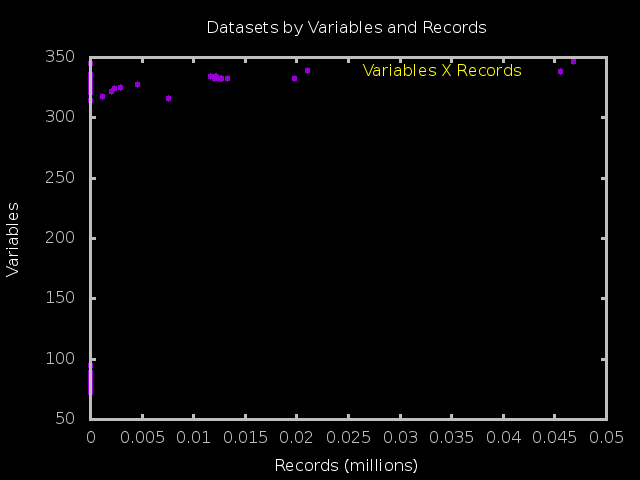 Datasets by Variables and Records
350
Variables X Records
300
250
200
150
100
50
Variables
0 0.005 0.01 0.015 0.02 0.025 0.03 0.035 0.04 0.045 0.05
Records (millions)